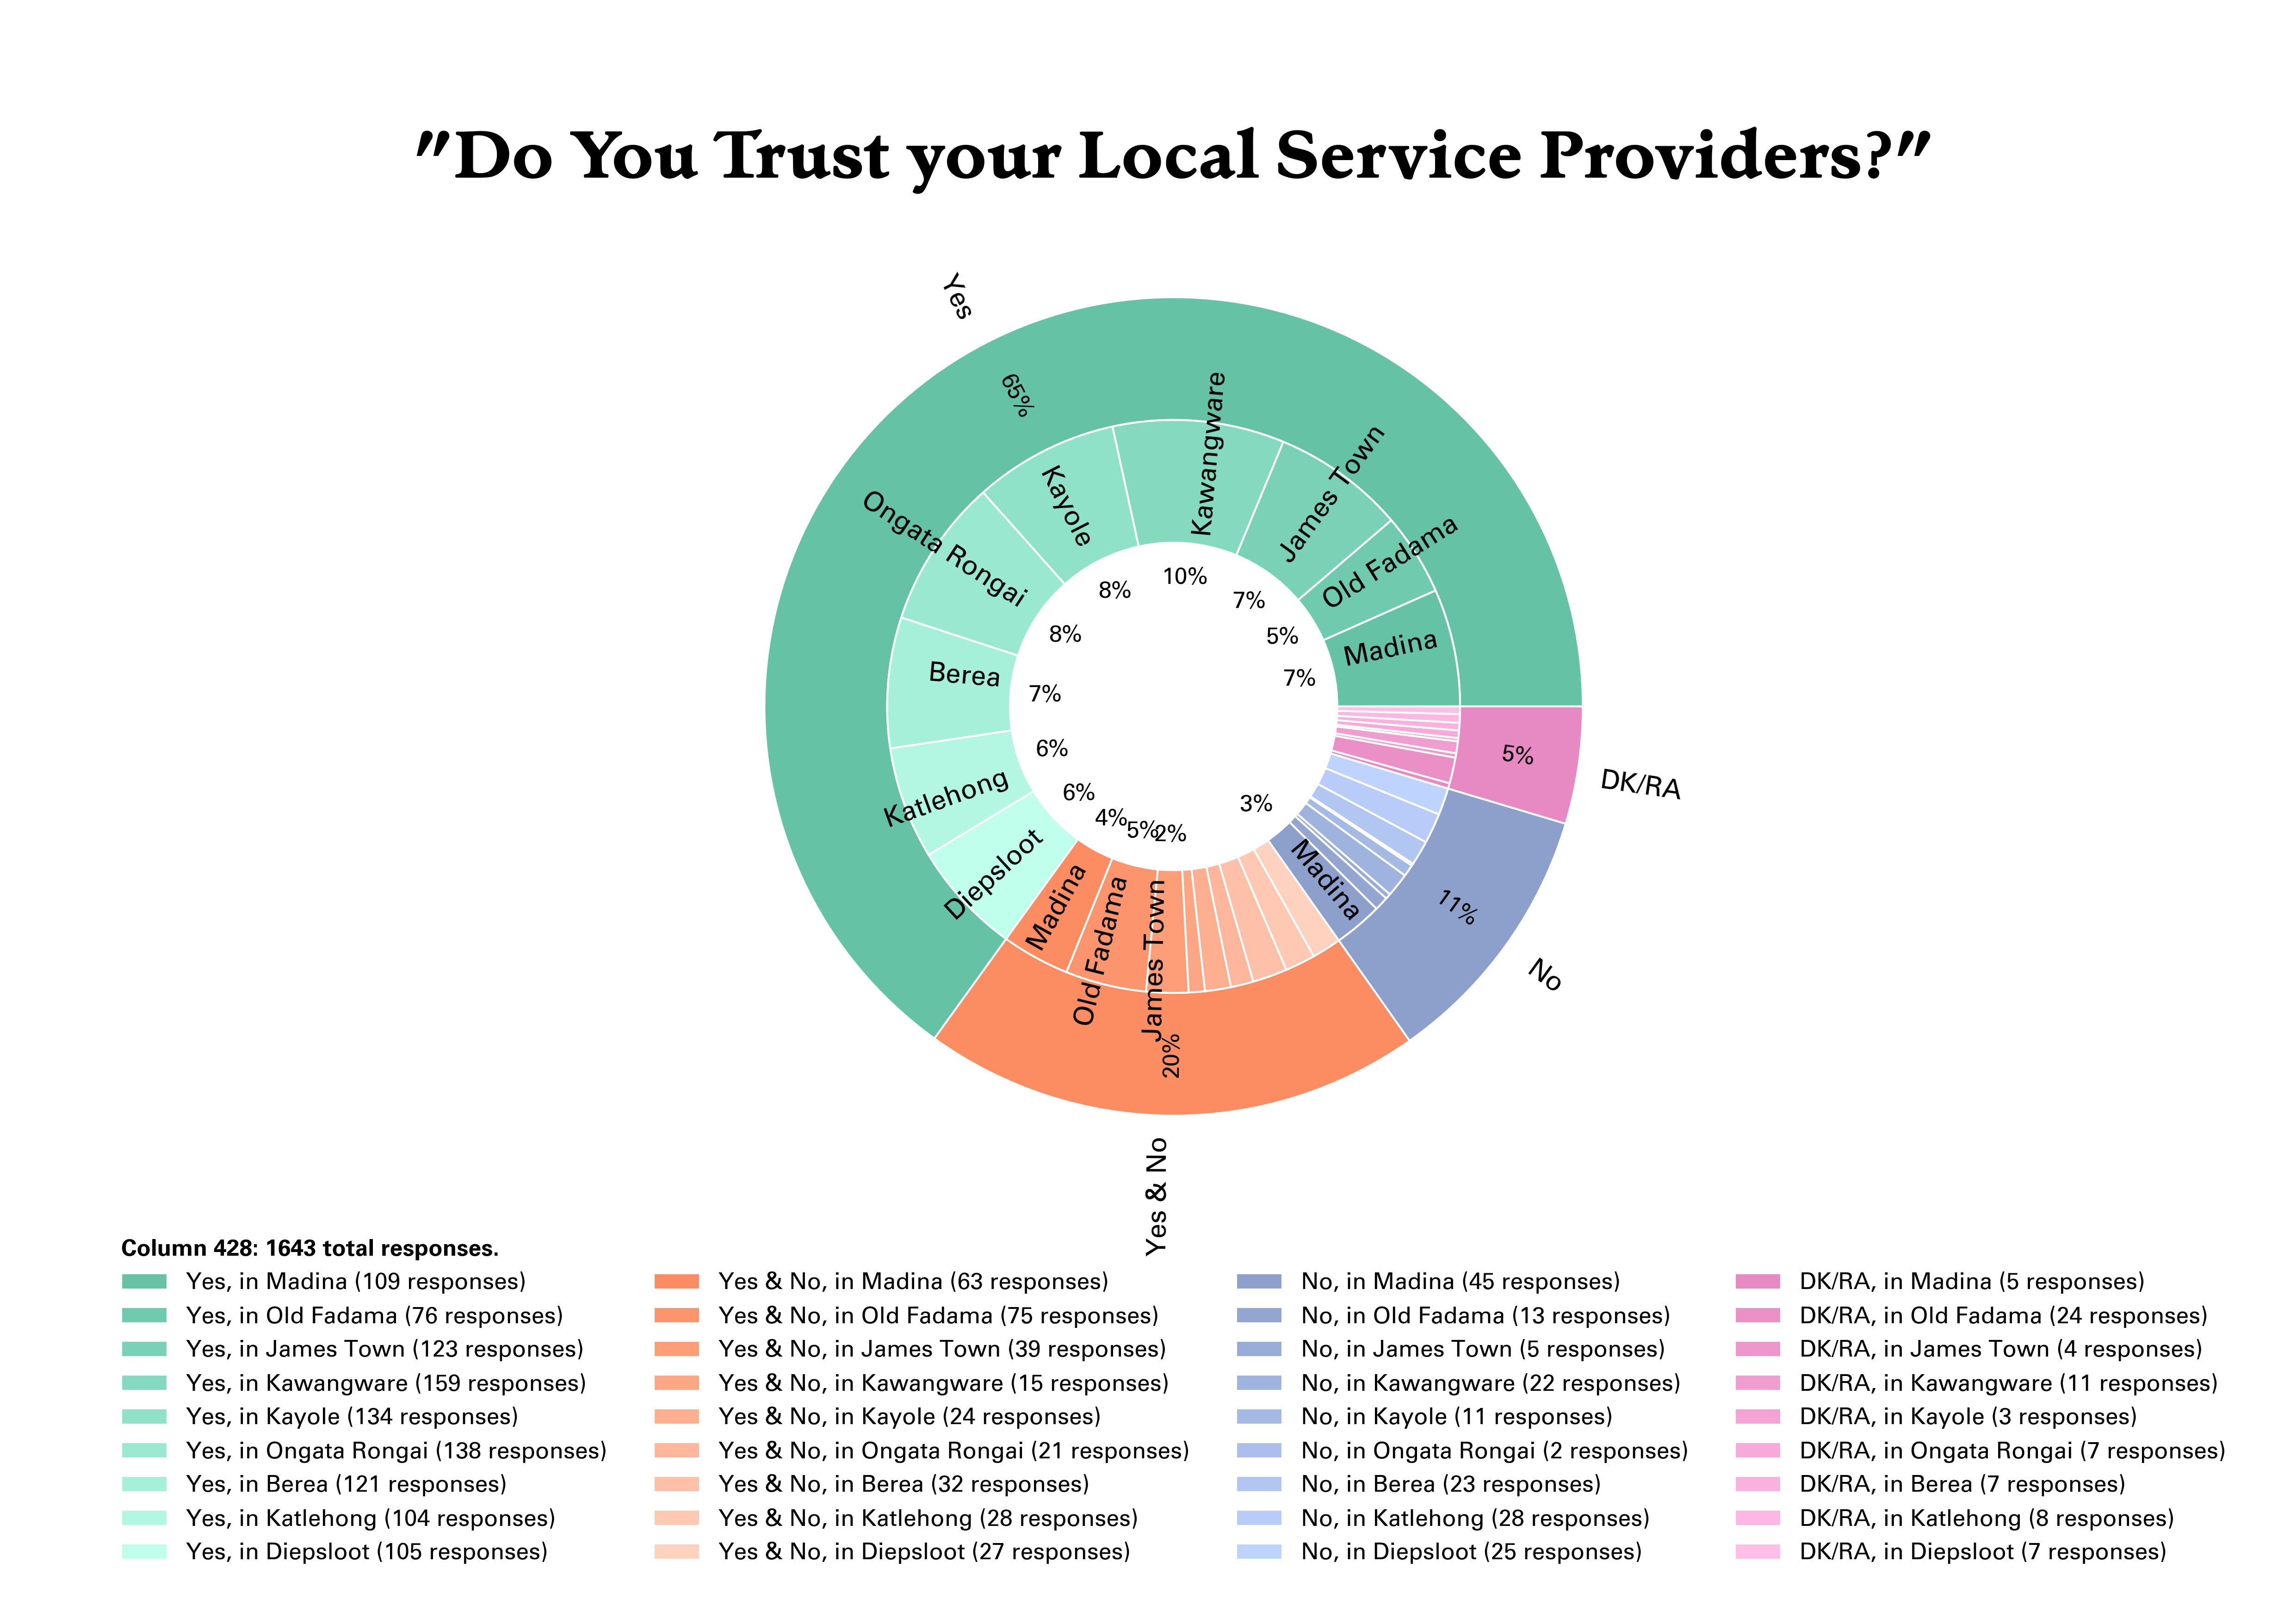 "Do You Trust your Local Service Providers?"
Yes
65%
Kawangware
James Town
Kayole
Ongata Rongai
Old Fadama
Madina
Berea
Katlehong
Diepsloot
10%
8%
7%
5%
8%
7%
7%
6%
6%
4%
5%
2%
3%
Madina
Old Fadama
James Town
20%
Yes & No
Madina
11%
No
5%
DK/RA
Column 428: 1643 total responses.
Yes, in Madina (109 responses)
Yes, in Old Fadama (76 responses)
Yes, in James Town (123 responses)
Yes, in Kawangware (159 responses)
Yes, in Kayole (134 responses)
Yes, in Ongata Rongai (138 responses)
Yes, in Berea (121 responses)
Yes, in Katlehong (104 responses)
Yes, in Diepsloot (105 responses)
Yes & No, in Madina (63 responses)
Yes & No, in Old Fadama (75 responses)
Yes & No, in James Town (39 responses)
Yes & No, in Kawangware (15 responses)
Yes & No, in Kayole (24 responses)
Yes & No, in Ongata Rongai (21 responses)
Yes & No, in Berea (32 responses)
Yes & No, in Katlehong (28 responses)
Yes & No, in Diepsloot (27 responses)
No, in Madina (45 responses)
No, in Old Fadama (13 responses)
No, in James Town (5 responses)
No, in Kawangware (22 responses)
No, in Kayole (11 responses)
No, in Ongata Rongai (2 responses)
No, in Berea (23 responses)
No, in Katlehong (28 responses)
No, in Diepsloot (25 responses)
DK/RA, in Madina (5 responses)
DK/RA, in Old Fadama (24 responses)
DK/RA, in James Town (4 responses)
DK/RA, in Kawangware (11 responses)
DK/RA, in Kayole (3 responses)
DK/RA, in Ongata Rongai (7 responses)
DK/RA, in Berea (7 responses)
DK/RA, in Katlehong (8 responses)
DK/RA, in Diepsloot (7 responses)